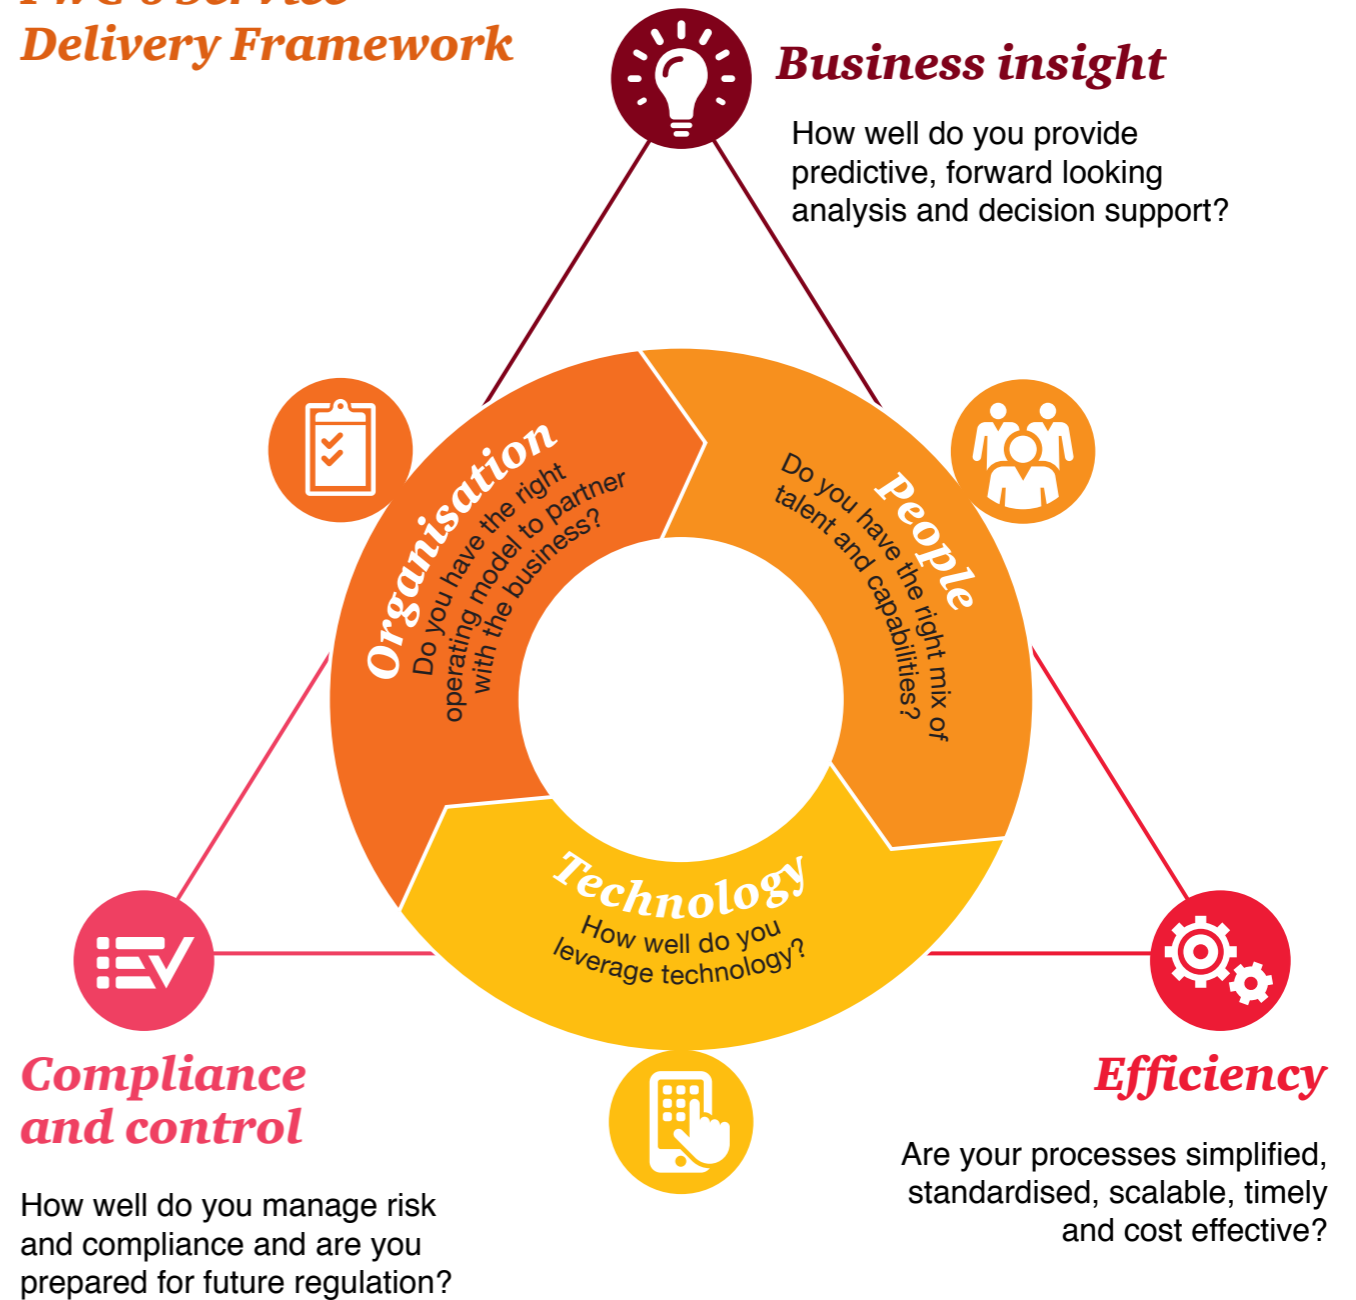 Delivery Framework
Business insight
How well do you provide
predictive, forward looking
analysis and decision support?
Organisation
Do you have the right
operating model to partner
with the business?
People
Do you have the right mix of
talent and capabilities?
Technology
How well do you
leverage technology?
Compliance
and control
How well do you manage risk
and compliance and are you
prepared for future regulation?
Efficiency
Are your processes simplified,
standardised, scalable, timely
and cost effective?